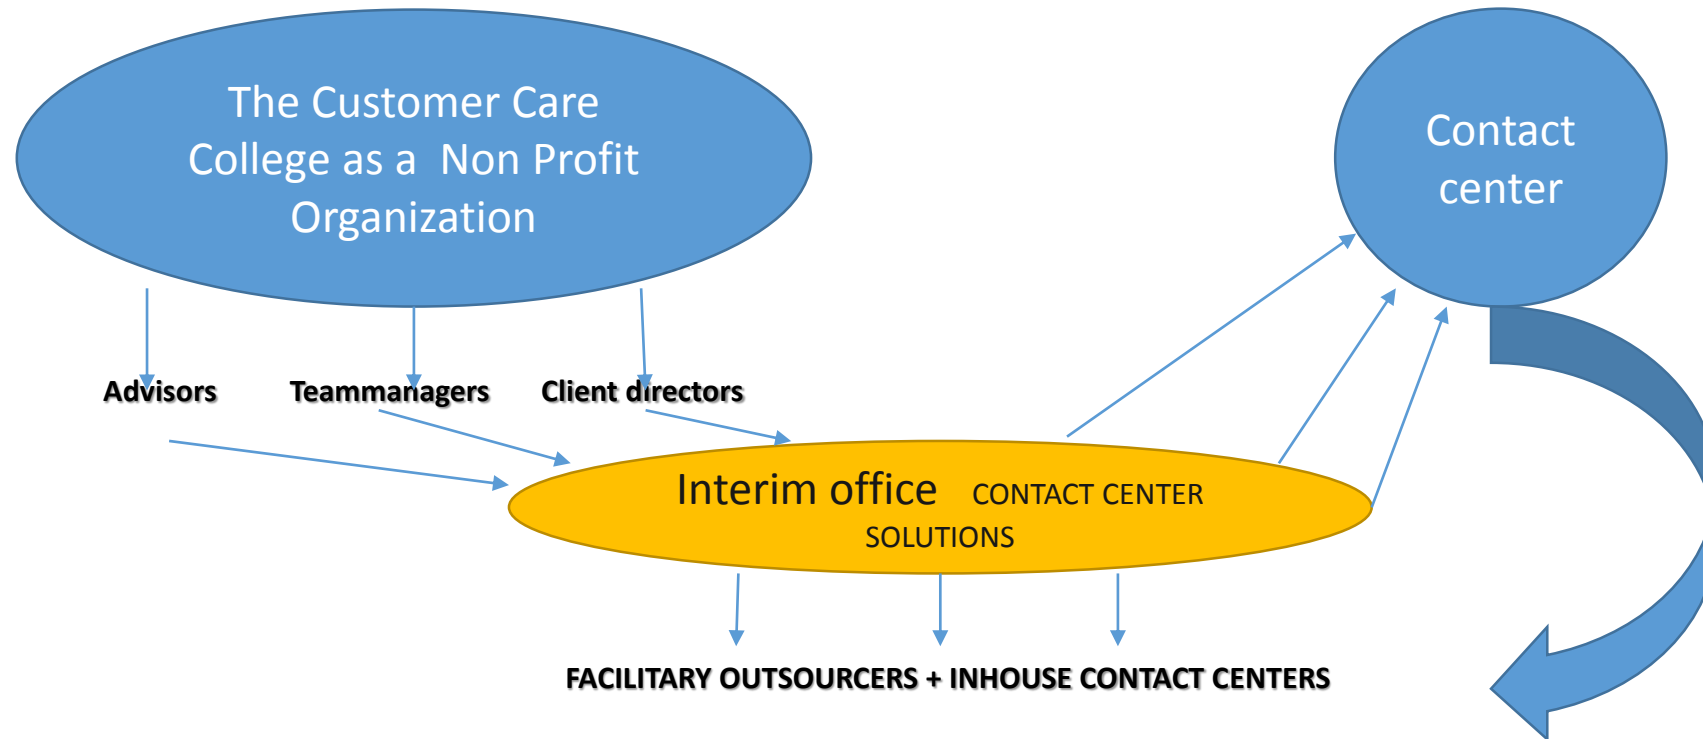 The Customer Care
College as a  Non Profit
Organization
Contact
center
Advisors
Teammanagers
Client directors
Interim office CONTACT CENTER
SOLUTIONS
FACILITARY OUTSOURCERS + INHOUSE CONTACT CENTERS